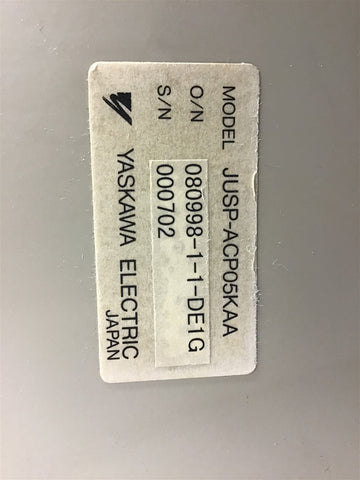 MODEL JUSP-ACP05KAA
O/N 080998-1-1-DE1G
S/N 000702
YASKAWA ELECTRIC
JAPAN